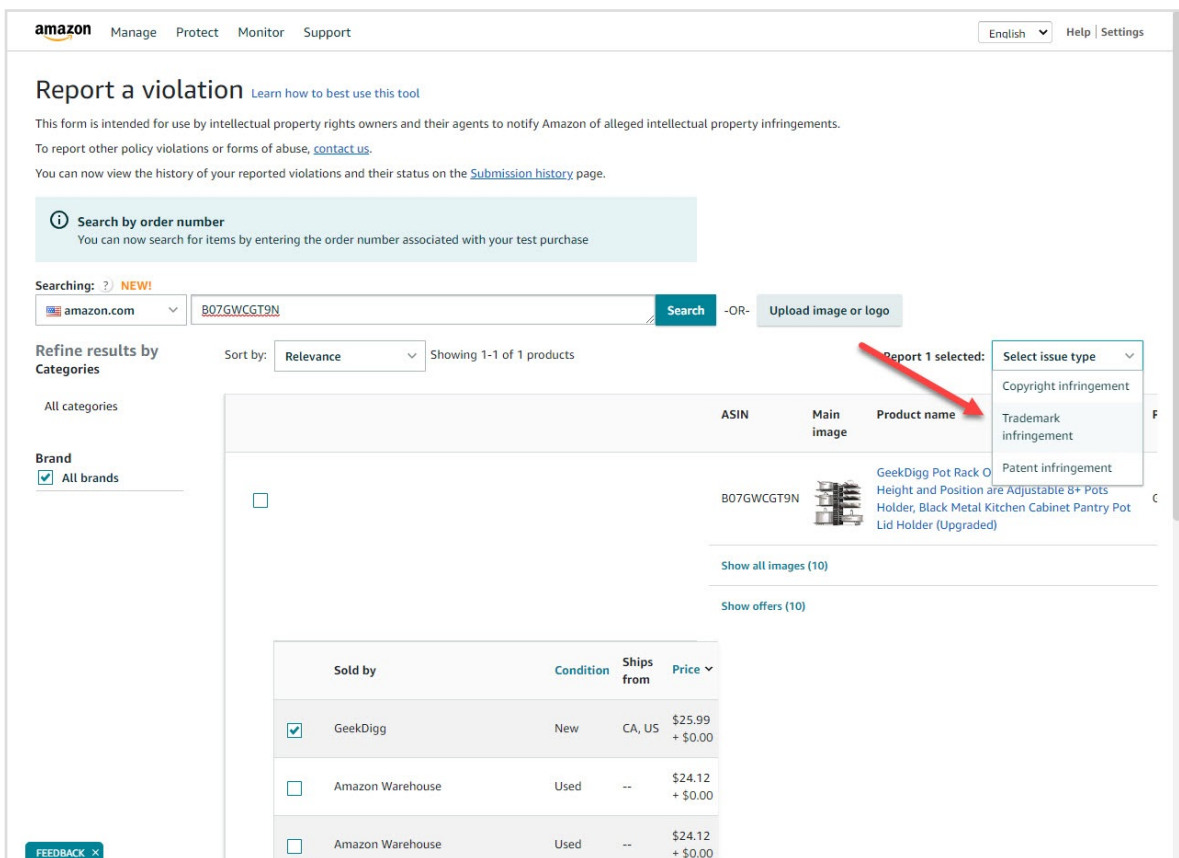 amazon Manage Protect Monitor Support English Help Settings
Report a violation Learn how to best use this tool
This form is intended for use by intellectual property rights owners and their agents to notify Amazon of alleged intellectual property infringements.
To report other policy violations or forms of abuse, contact us.
You can now view the history of your reported violations and their status on the Submission history page.
Search by order number
You can now search for items by entering the order number associated with your test purchase
Searching: ? NEW!
amazon.com B07GWCGT9N Search -OR- Upload image or logo
Refine results by
Categories
All categories
Brand
All brands
Sort by: Relevance Showing 1-1 of 1 products
Report 1 selected: Select issue type
Copyright infringement
Trademark
infringement
Patent infringement
ASIN Main
image
Product name
B07GWCGT9N
GeekDigg Pot Rack O
Height and Position are Adjustable 8+ Pots
Holder, Black Metal Kitchen Cabinet Pantry Pot
Lid Holder (Upgraded)
Show all images (10)
Show offers (10)
Sold by Condition Ships
from
Price
GeekDigg New CA, US $25.99
+ $0.00
Amazon Warehouse Used -- $24.12
+ $0.00
Amazon Warehouse Used -- $24.12
+ $0.00
FEEDBACK ×